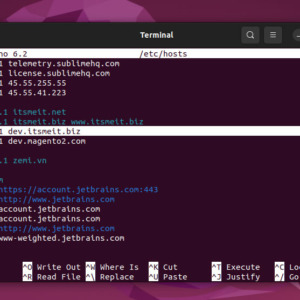 Terminal
no 6.2 /etc/hosts
1 telemetry.sublimehq.com
1 license.sublimehq.com
1 45.55.255.55
1 45.55.41.223
.1 itsmeit.net
.1 itsmeit.biz www.itsmeit.biz
1 dev.itsmeit.biz
1 dev.magento2.com
.1 zemi.vn
m
https://account.jetbrains.com:443
http://www.jetbrains.com
account.jetbrains.com
account.jetbrains.com
http://www.jetbrains.com
www-weighted.jetbrains.com
^O Write Out ^W Where Is ^K Cut ^T Execute ^C Lo
^R Read File ^\ Replace ^U Paste ^J Justify ^/ Go